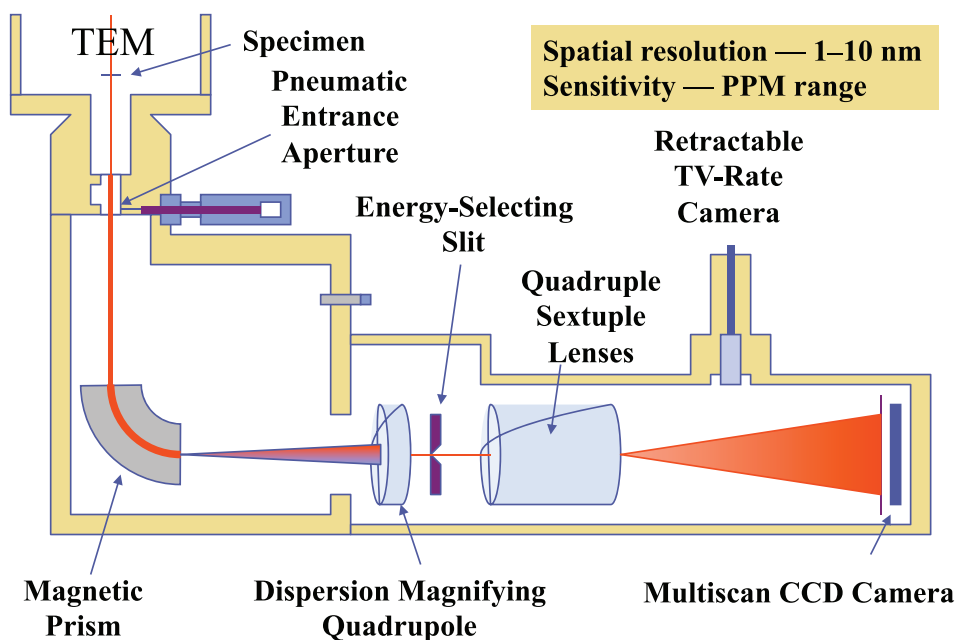 TEM
Specimen
Pneumatic
Entrance
Aperture
Spatial resolution — 1–10 nm
Sensitivity — PPM range
Retractable
TV-Rate
Camera
Energy-Selecting
Slit
Quadruple
Sextuple
Lenses
Magnetic
Prism
Dispersion Magnifying
Quadrupole
Multiscan CCD Camera